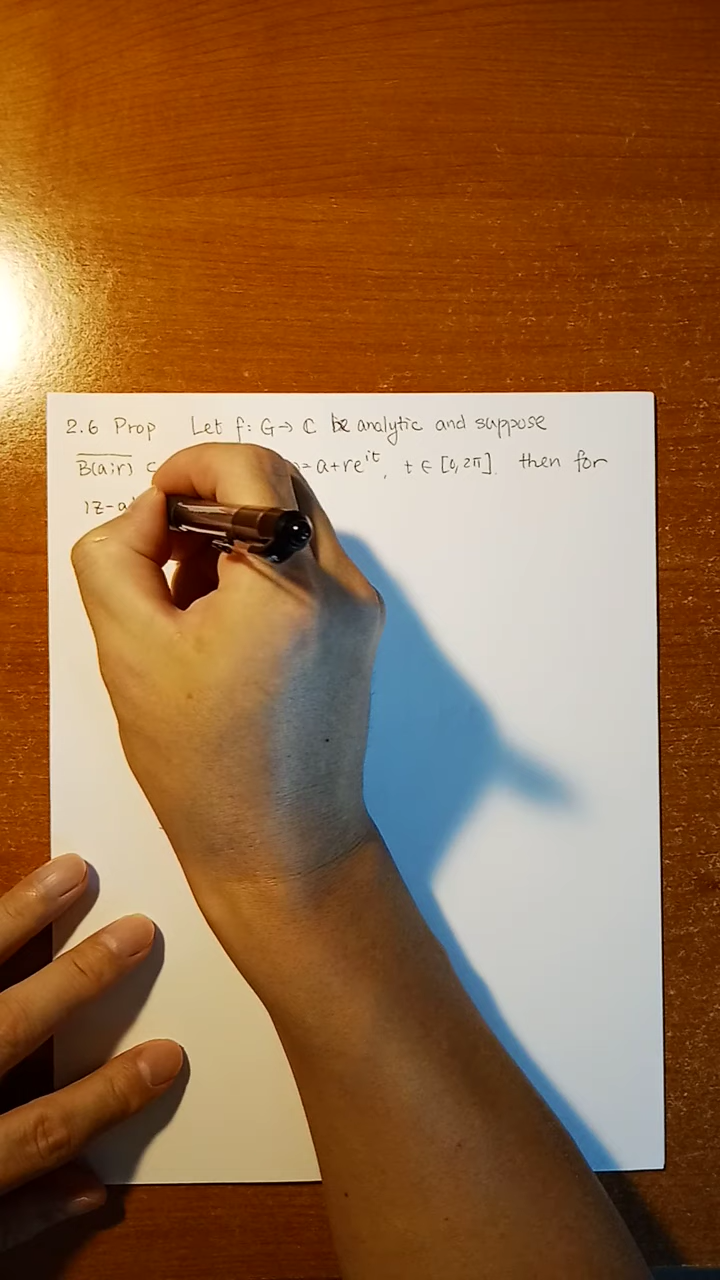 2.6 Prop Let f: G → ℂ be analytic and suppose
B̅(̅a̅;̅r̅)̅ = a + re^{it}, t ∈ [0, 2π]. then for
|z-a